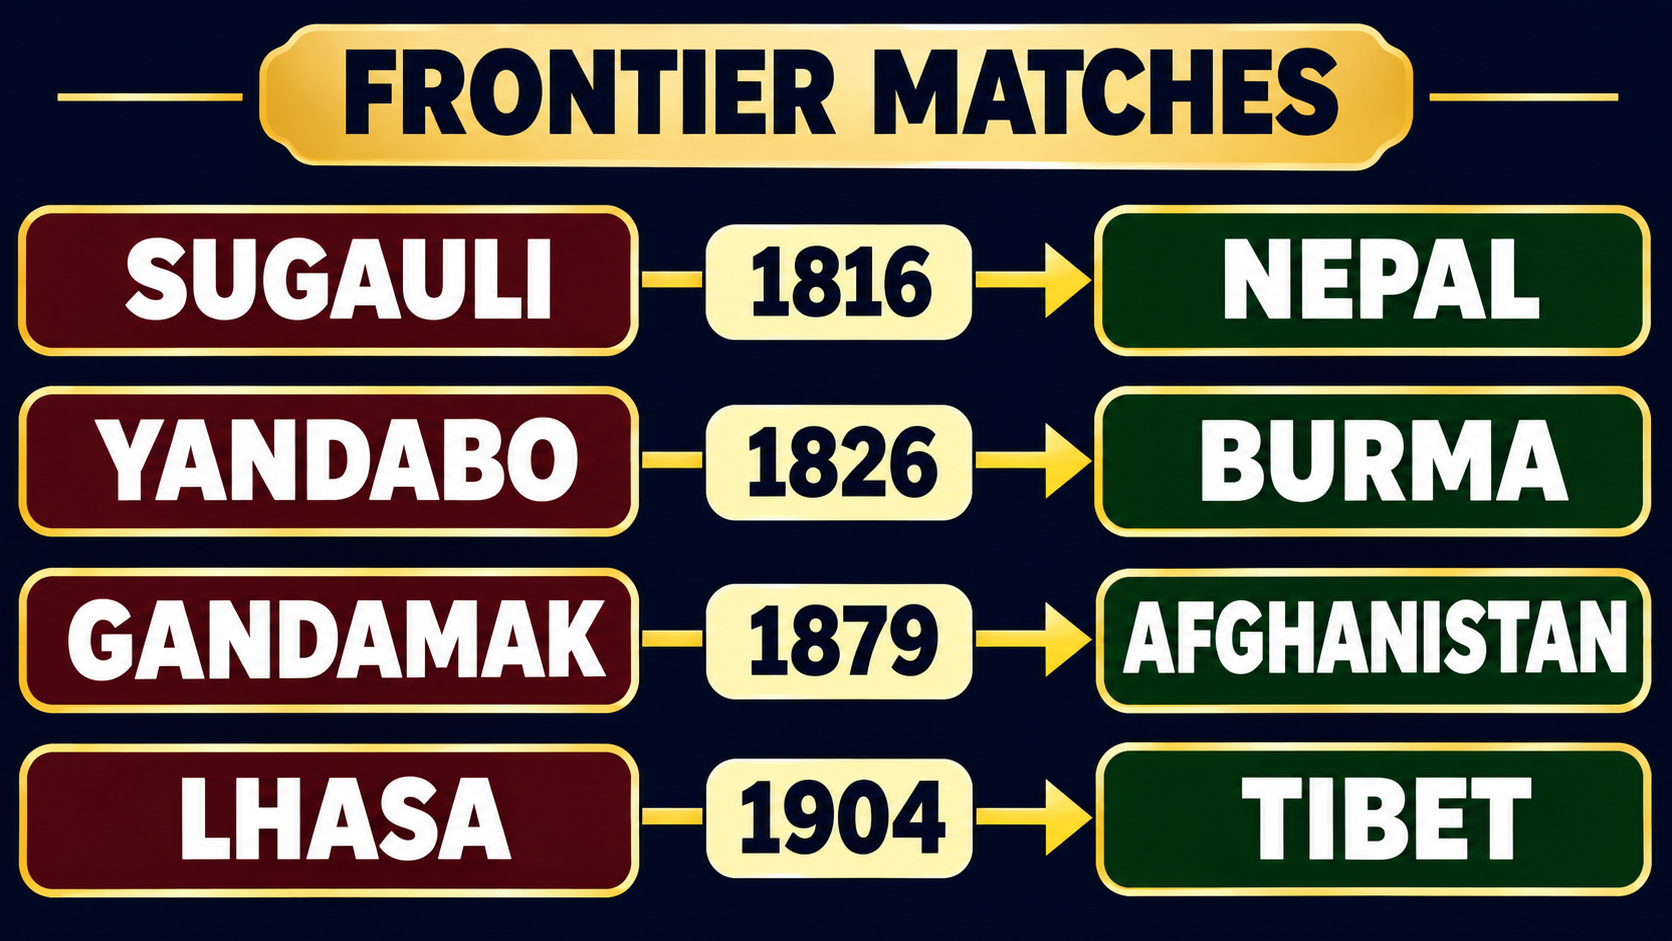 FRONTIER MATCHES
SUGAULI 1816 NEPAL
YANDABO 1826 BURMA
GANDAMAK 1879 AFGHANISTAN
LHASA 1904 TIBET